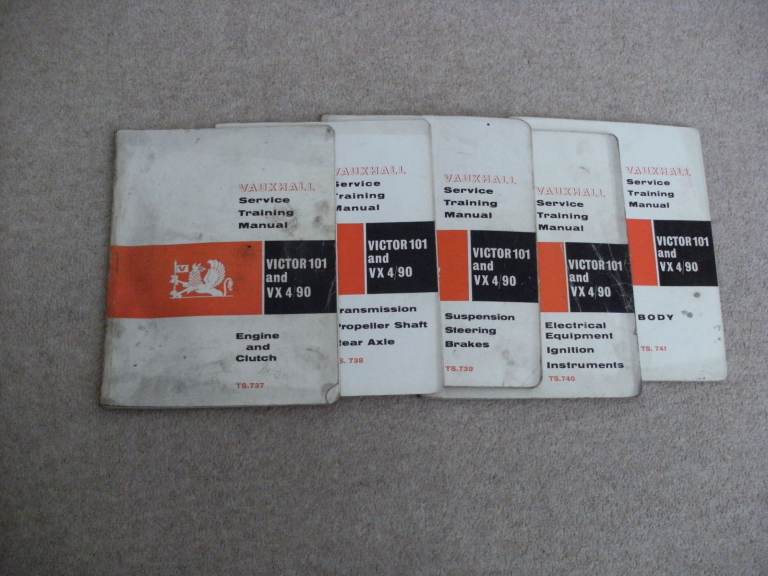 VAUXHALL
Service
Training
Manual
VICTOR 101
and
VX 4/90
Engine
and
Clutch
TS.737
VAUXHALL
Service
Training
Manual
VICTOR 101
and
VX 4/90
ransmission
ropeller Shaft
ear Axle
TS. 738
VAUXHALL
Service
Training
Manual
VICTOR 101
and
VX 4/90
Suspension
Steering
Brakes
TS.739
VAUXHALL
Service
Training
Manual
VICTOR 101
and
VX 4/90
Electrical
Equipment
Ignition
Instruments
TS.740
VAUXHALL
Service
Training
Manual
VICTOR 101
and
VX 4/90
BODY
TS. 741